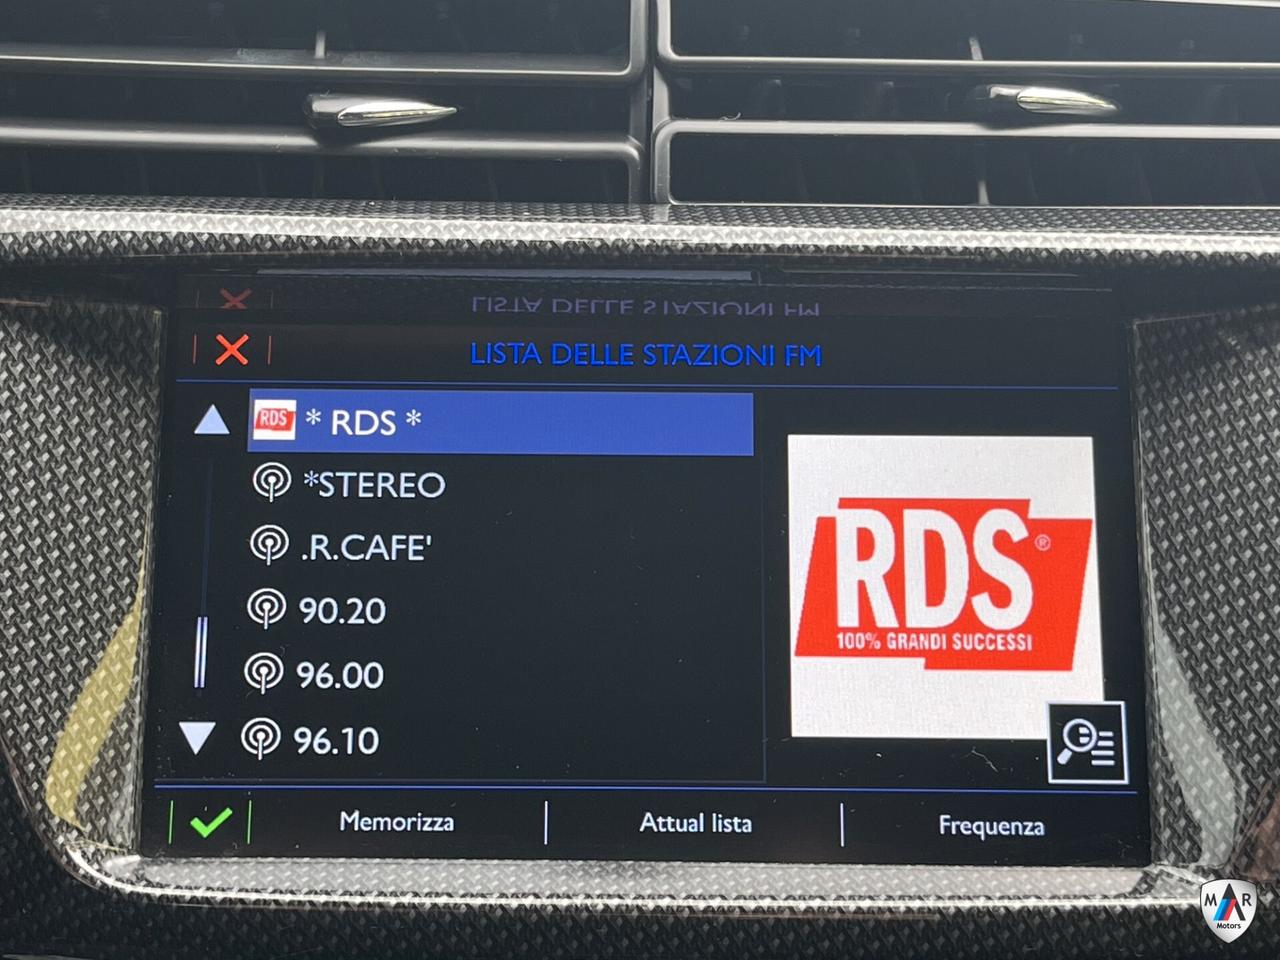 LISTA DELLE STAZIONI FM
LISTA DELLE STAZIONI FM
RDS * RDS *
*STEREO
.R.CAFE'
90.20
96.00
96.10
RDS®
100% GRANDI SUCCESSI
Memorizza
Attual lista
Frequenza
MAR
Motors